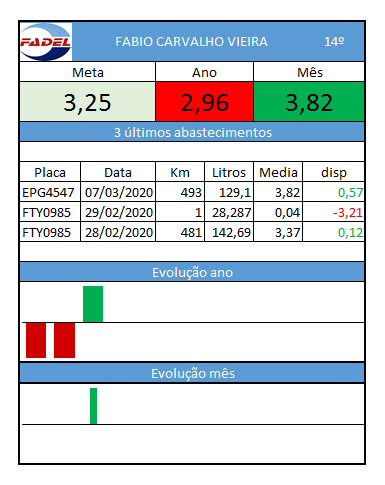 FADEL FABIO CARVALHO VIEIRA 14º
Meta Ano Mês
3,25 2,96 3,82
3 últimos abastecimentos
Placa Data Km Litros Media disp
EPG4547 07/03/2020 493 129,1 3,82 0,57
FTY0985 29/02/2020 1 28,287 0,04 -3,21
FTY0985 28/02/2020 481 142,69 3,37 0,12
Evolução ano
Evolução mês